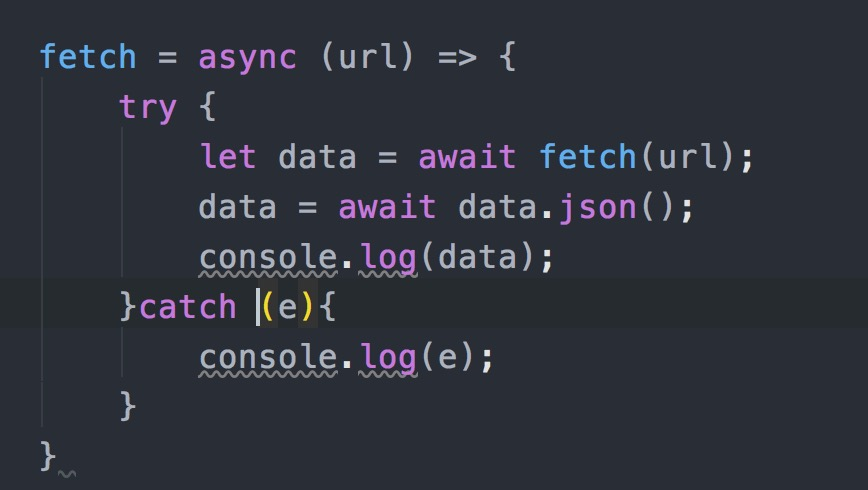 fetch = async (url) => {
try {
let data = await fetch(url);
data = await data.json();
console.log(data);
}catch (e){
console.log(e);
}
}